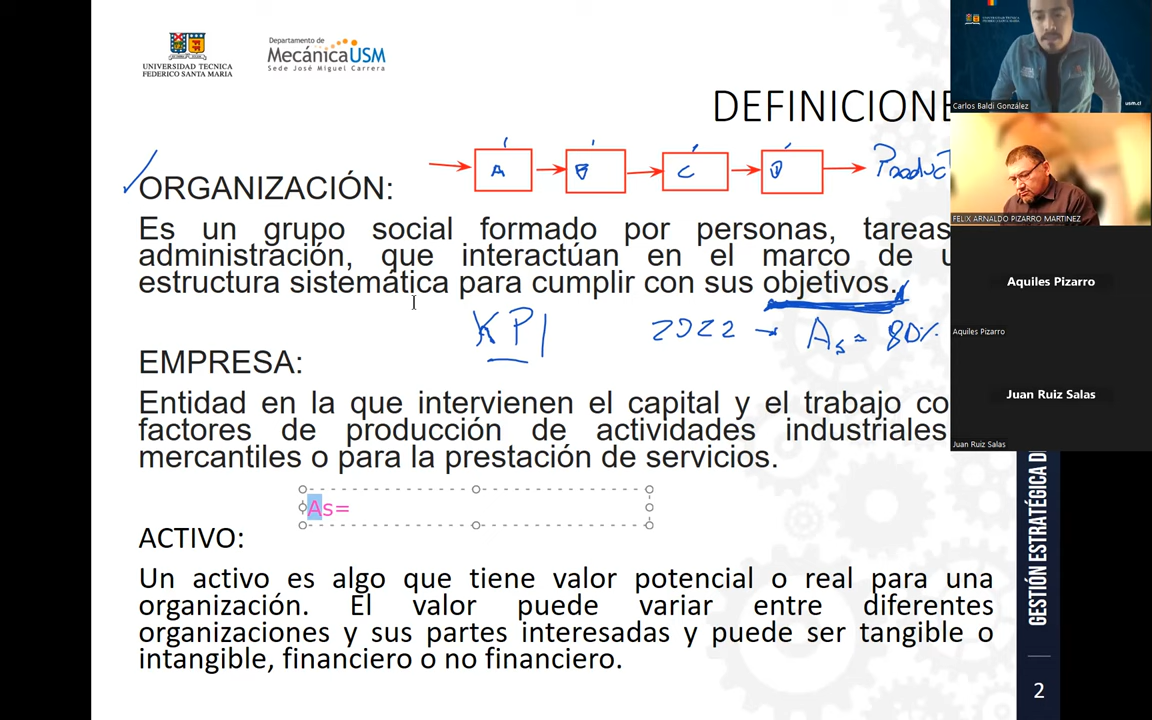 UNIVERSIDAD TECNICA
FEDERICO SANTA MARIA
Departamento de
MecánicaUSM
Sede José Miguel Carrera
DEFINICIONE
A B C D Product
ORGANIZACIÓN:
Es un grupo social formado por personas, tareas
administración, que interactúan en el marco de u
estructura sistemática para cumplir con sus objetivos.
KPI 2022 → As = 80%
EMPRESA:
Entidad en la que intervienen el capital y el trabajo co
factores de producción de actividades industriales
mercantiles o para la prestación de servicios.
As=
ACTIVO:
Un activo es algo que tiene valor potencial o real para una
organización. El valor puede variar entre diferentes
organizaciones y sus partes interesadas y puede ser tangible o
intangible, financiero o no financiero.
GESTIÓN ESTRATÉGICA D
2
Carlos Baldi González
usm.cl
FELIX ARNALDO PIZARRO MARTINEZ
Aquiles Pizarro
Aquiles Pizarro
Juan Ruiz Salas
Juan Ruiz Salas